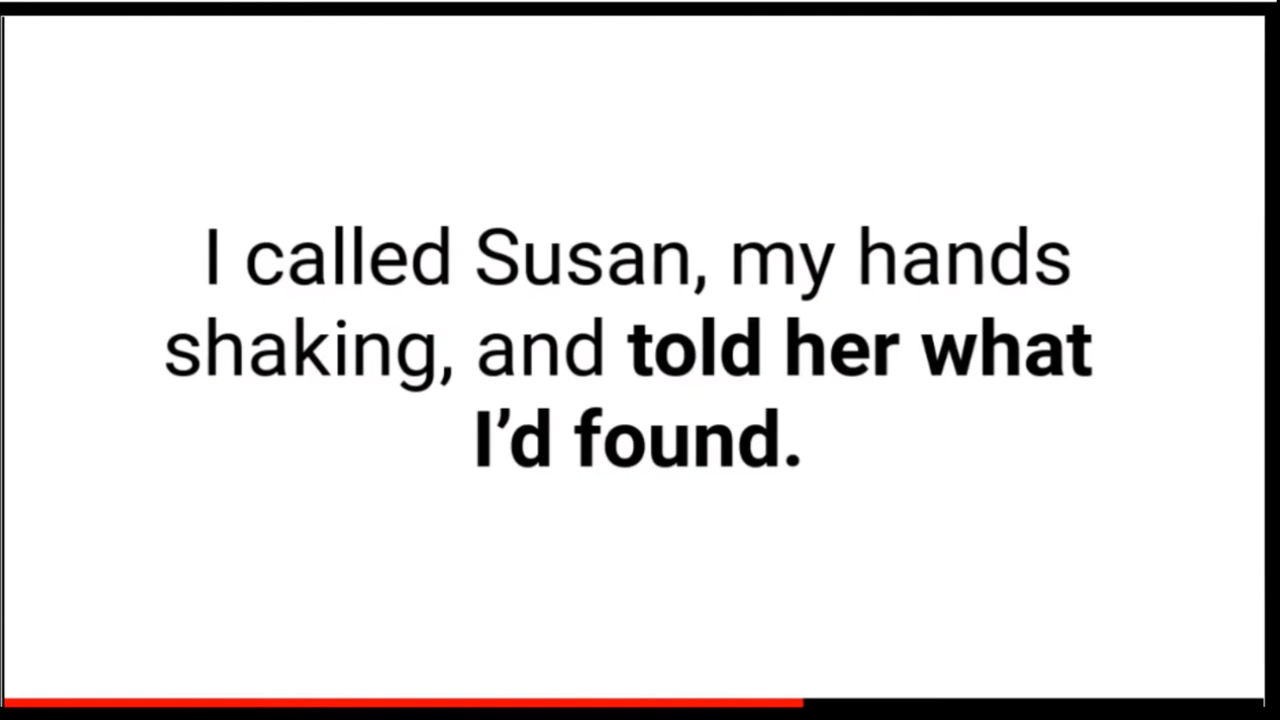 I called Susan, my hands
shaking, and told her what
I’d found.